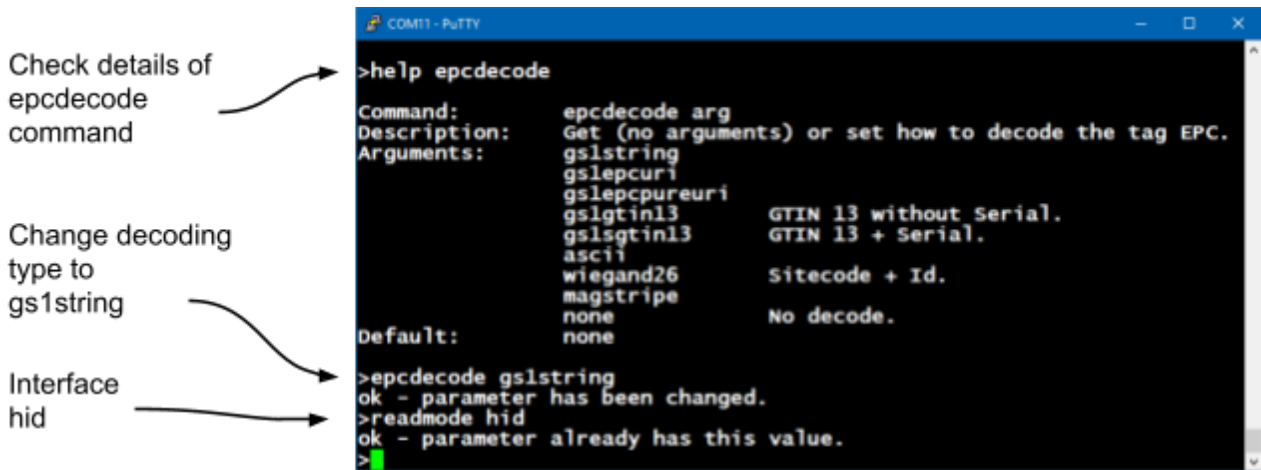 COM11 - PuTTY
Check details of
epcdecode
command
>help epcdecode
Command: epcdecode arg
Description: Get (no arguments) or set how to decode the tag EPC.
Arguments: gs1string
gs1epcuri
gs1epcpureuri
gs1gtin13 GTIN 13 without Serial.
gs1sgtin13 GTIN 13 + Serial.
ascii
wiegand26 Sitecode + Id.
magstripe
none No decode.
Default: none
Change decoding
type to
gs1string
>epcdecode gs1string
ok - parameter has been changed.
Interface
hid
>readmode hid
ok - parameter already has this value.
>